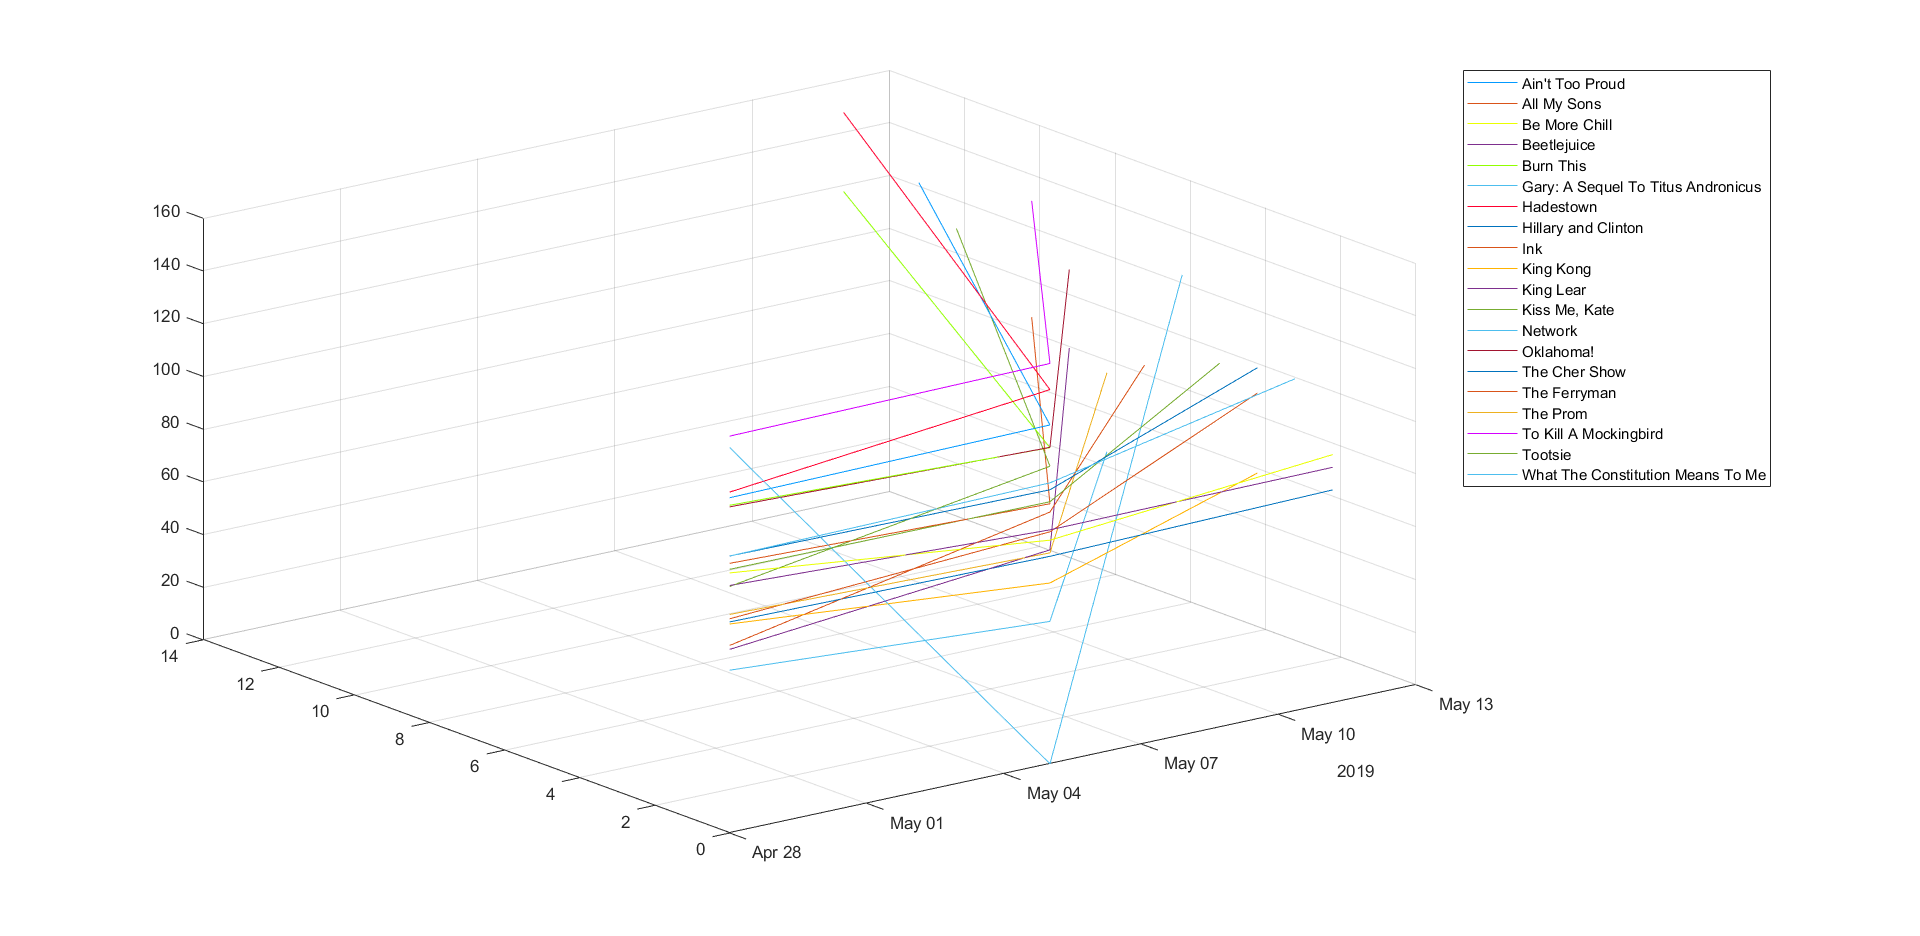 160
140
120
100
80
60
40
20
0
14
12
10
8
6
4
2
0
Apr 28
May 01
May 04
May 07
May 10
May 13
2019
Ain't Too Proud
All My Sons
Be More Chill
Beetlejuice
Burn This
Gary: A Sequel To Titus Andronicus
Hadestown
Hillary and Clinton
Ink
King Kong
King Lear
Kiss Me, Kate
Network
Oklahoma!
The Cher Show
The Ferryman
The Prom
To Kill A Mockingbird
Tootsie
What The Constitution Means To Me